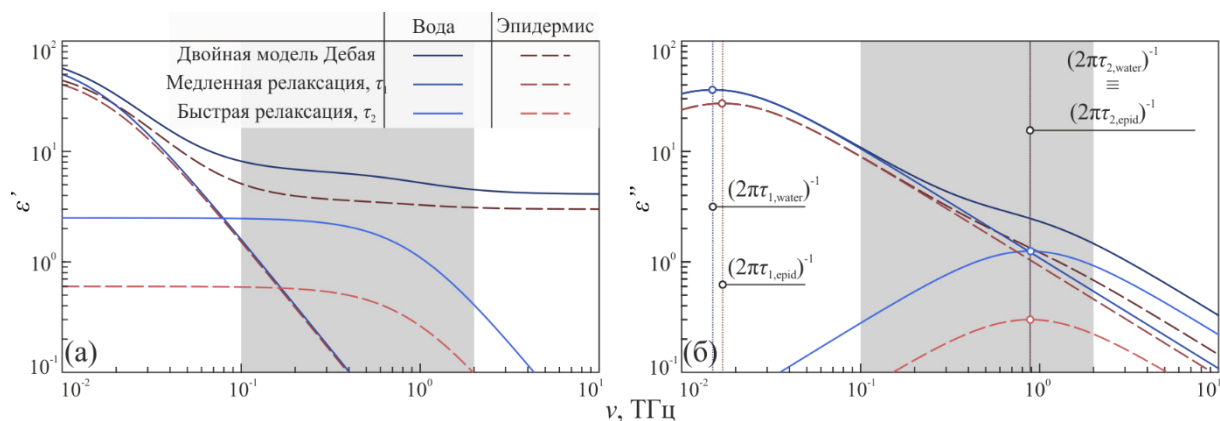 Вода Эпидермис
Двойная модель Дебая
Медленная релаксация, τ₁
Быстрая релаксация, τ₂
10²
10¹
10⁰
10⁻¹
ε'
(а)
10⁻² 10⁻¹ 10⁰ 10¹
10²
10¹
10⁰
10⁻¹
ε''
(б)
(2πτ₂,water)⁻¹
≡
(2πτ₂,epid)⁻¹
(2πτ₁,water)⁻¹
(2πτ₁,epid)⁻¹
10⁻² 10⁻¹ 10⁰ 10¹
ν, ТГц